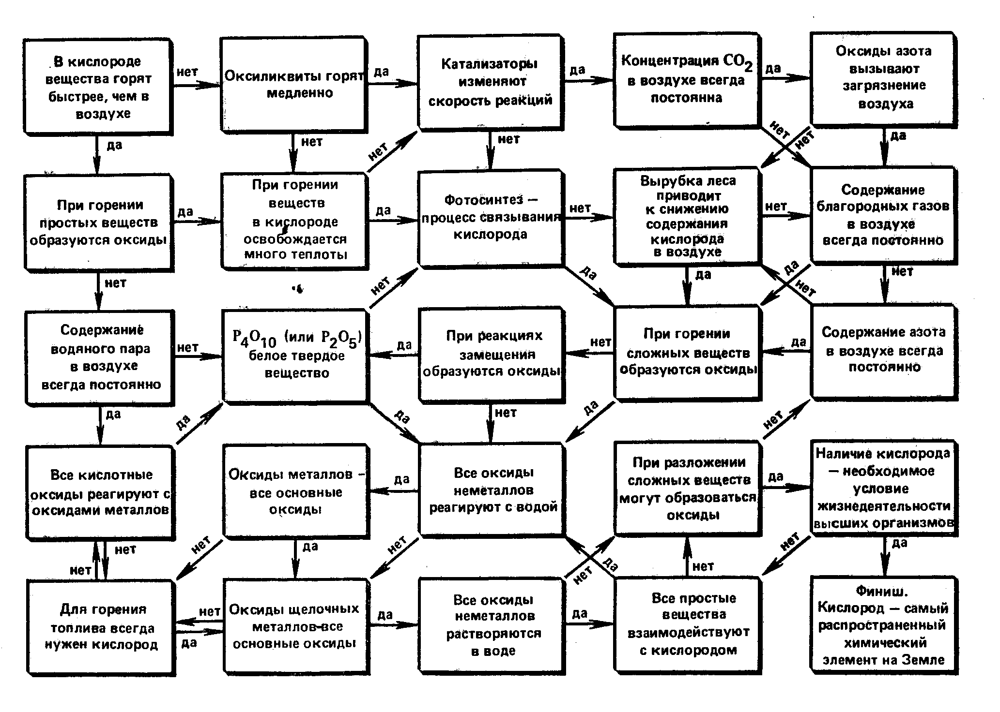 В кислороде
вещества горят
быстрее, чем в
воздухе
нет
да
Оксиликвиты горят
медленно
да
нет
Катализаторы
изменяют
скорость реакций
да
нет
Концентрация CO2
в воздухе всегда
постоянна
да
нет
Оксиды азота
вызывают
загрязнение
воздуха
нет
да
При горении
простых веществ
образуются оксиды
да
нет
При горении
веществ
в кислороде
освобождается
много теплоты
нет
да
Фотосинтез —
процесс связывания
кислорода
нет
да
Вырубка леса
приводит
к снижению
содержания
кислорода
в воздухе
нет
да
Содержание
благородных газов
в воздухе
всегда постоянно
да
нет
Содержание
водяного пара
в воздухе
всегда постоянно
нет
да
P4O10 (или P2O5)
белое твердое
вещество
нет
да
При реакциях
замещения
образуются оксиды
да
нет
При горении
сложных веществ
образуются оксиды
нет
да
Содержание азота
в воздухе всегда
постоянно
нет
да
Все кислотные
оксиды реагируют с
оксидами металлов
да
нет
Оксиды металлов –
все основные
оксиды
нет
да
Все оксиды
неметаллов
реагируют с водой
да
нет
При разложении
сложных веществ
могут образоваться
оксиды
нет
да
Наличие кислорода
— необходимое
условие
жизнедеятельности
высших организмов
нет
да
Для горения
топлива всегда
нужен кислород
нет
да
Оксиды щелочных
металлов-все
основные оксиды
нет
да
Все оксиды
неметаллов
растворяются
в воде
нет
да
Все простые
вещества
взаимодействуют
с кислородом
да
нет
Финиш.
Кислород — самый
распространенный
химический
элемент на Земле